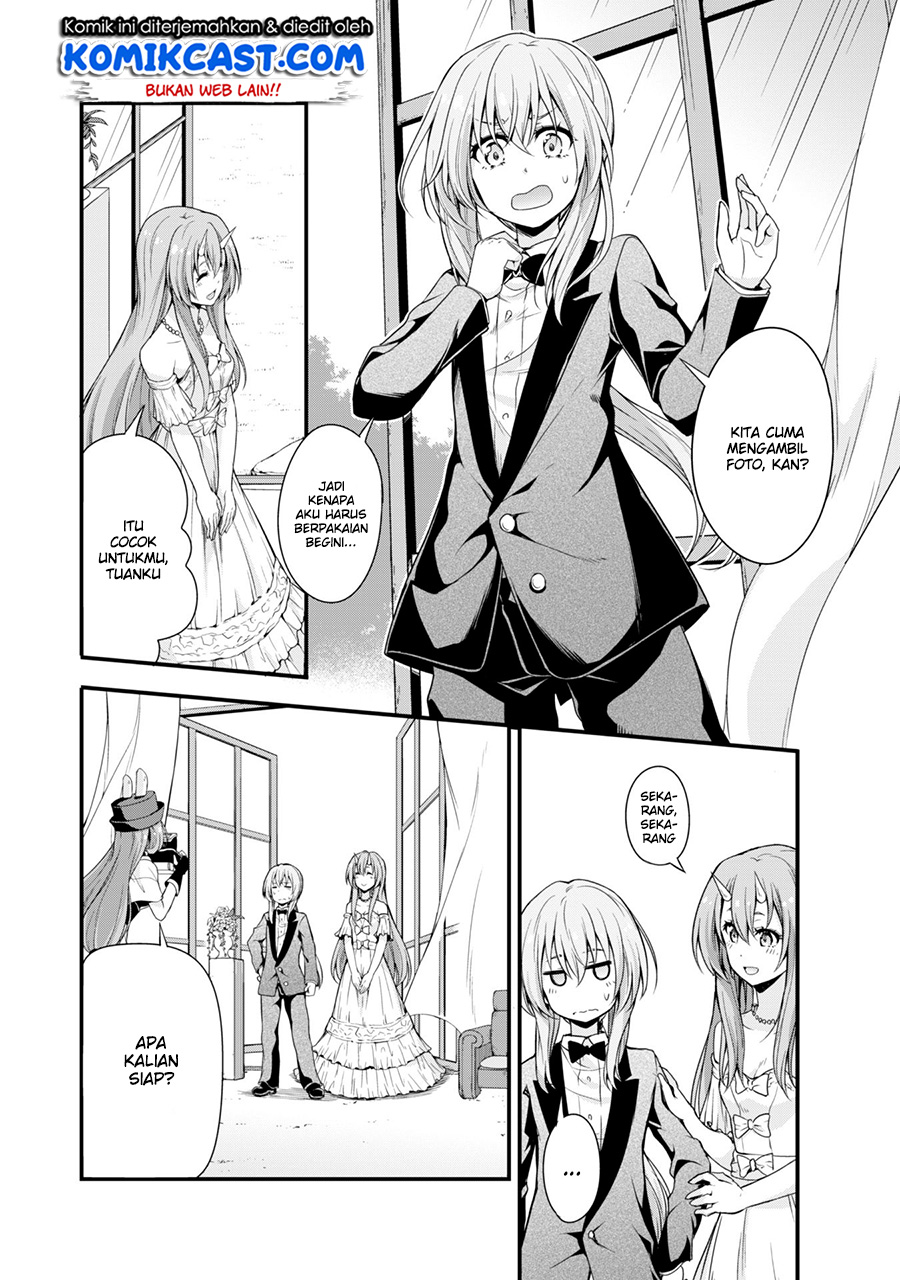 Komik ini diterjemahkan & diedit oleh
KOMIKCAST.COM
BUKAN WEB LAIN!!
KITA CUMA
MENGAMBIL
FOTO, KAN?
JADI
KENAPA
AKU HARUS
BERPAKAIAN
BEGINI...
ITU
COCOK
UNTUKMU,
TUANKU
SEKA-
RANG,
SEKA-
RANG
...
APA
KALIAN
SIAP?